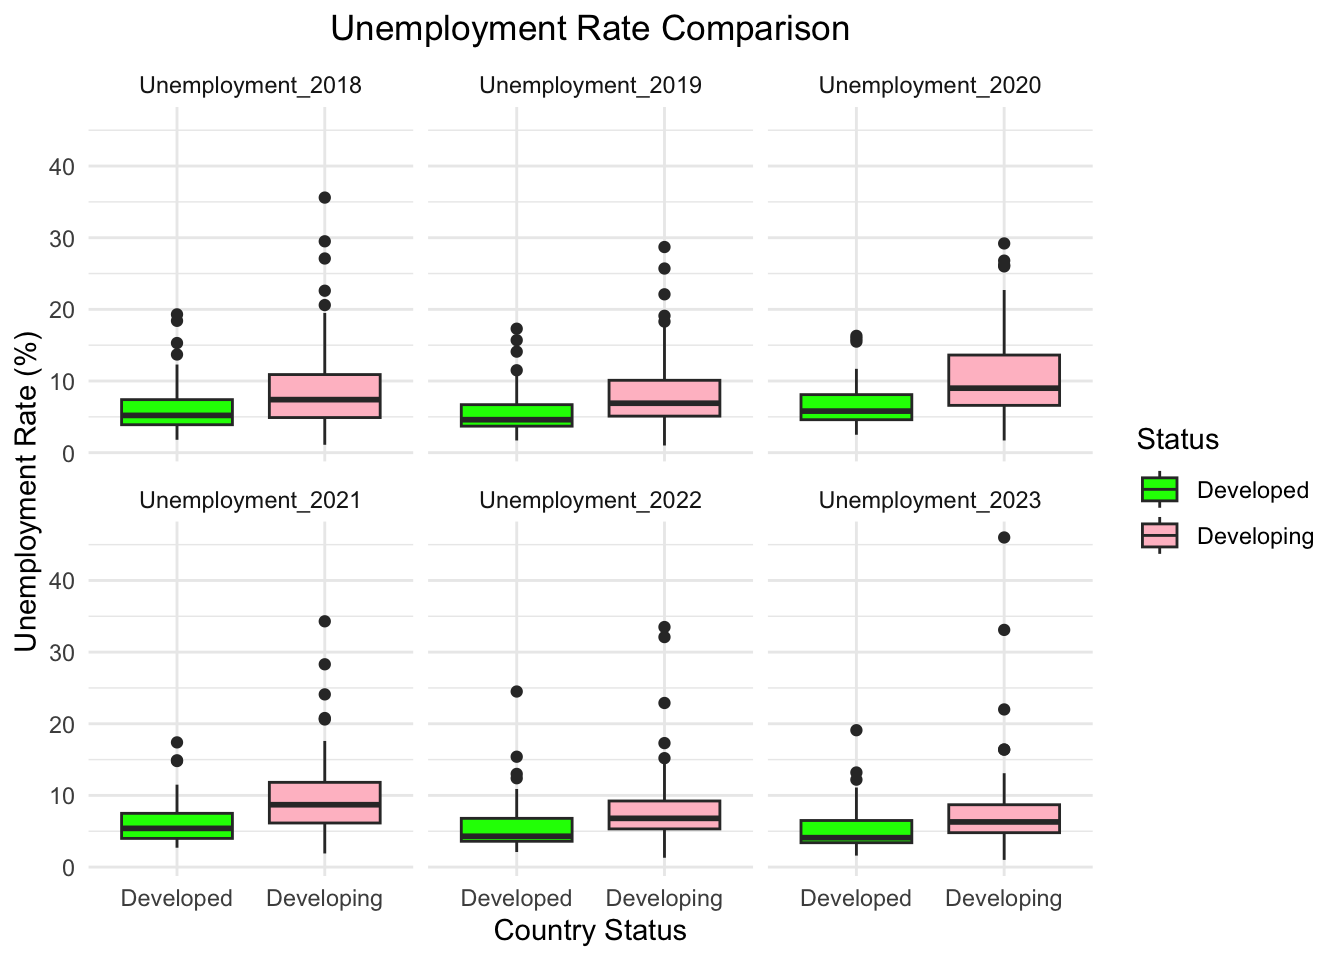 Unemployment Rate Comparison
Unemployment_2018
Unemployment_2019
Unemployment_2020
40
30
20
10
0
Unemployment_2021
Unemployment_2022
Unemployment_2023
40
30
20
10
0
Unemployment Rate (%)
Developed
Developing
Developed
Developing
Developed
Developing
Country Status
Status
Developed
Developing